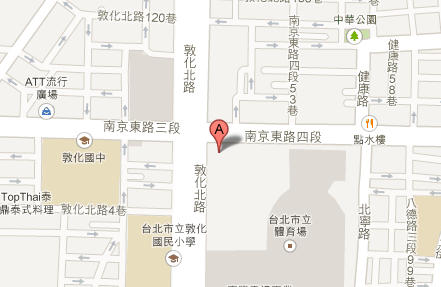 敦化北路120巷
中華公園
敦化北路
南京東路四段53巷
健康路
健康路58巷
ATT流行
廣場
A
南京東路三段
南京東路四段
點水樓
敦化國中
敦化北路
TopThai泰
鼎泰式料理
敦化北路4巷
台北市立敦化
國民小學
台北市立
體育場
北寧路
八德路三段99巷